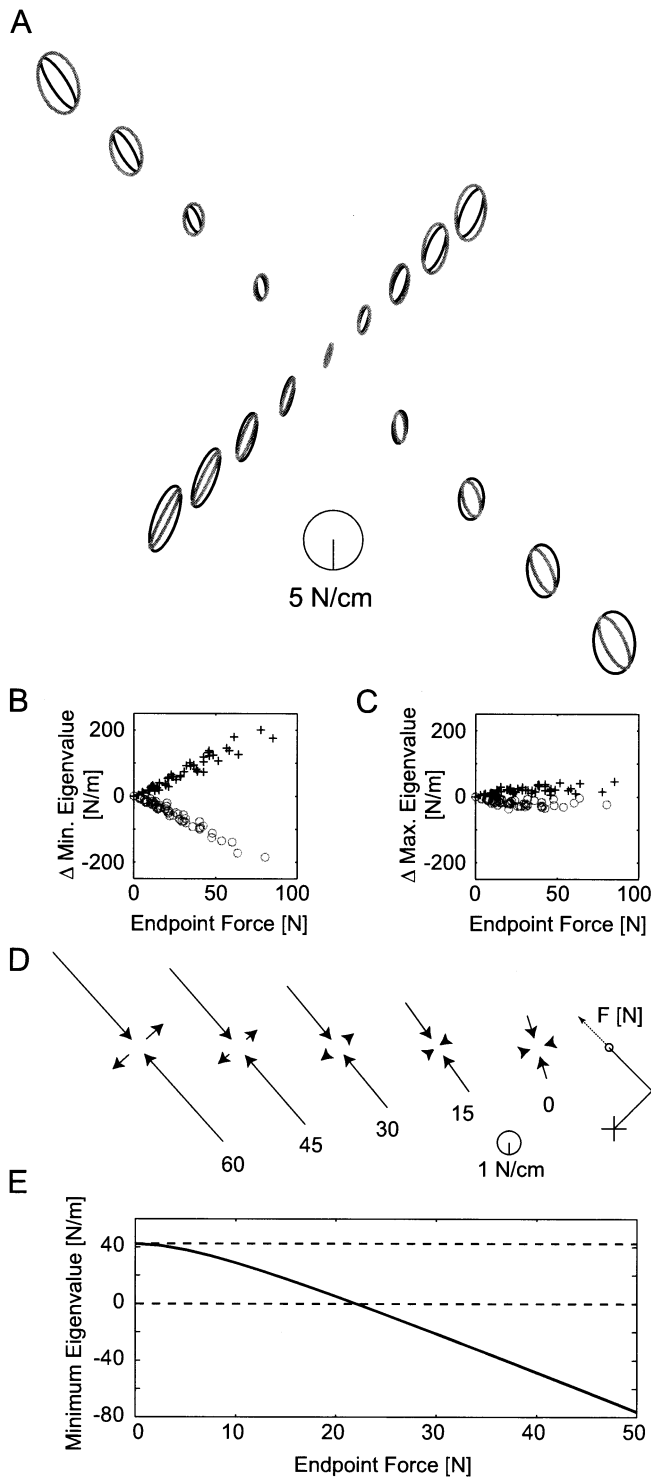 A
5 N/cm
B
Δ Min. Eigenvalue
[N/m]
200
0
-200
0
50
100
Endpoint Force [N]
C
Δ Max. Eigenvalue
[N/m]
200
0
-200
0
50
100
Endpoint Force [N]
D
F [N]
60
45
30
15
0
1 N/cm
E
Minimum Eigenvalue [N/m]
40
0
-40
-80
0
10
20
30
40
50
Endpoint Force [N]